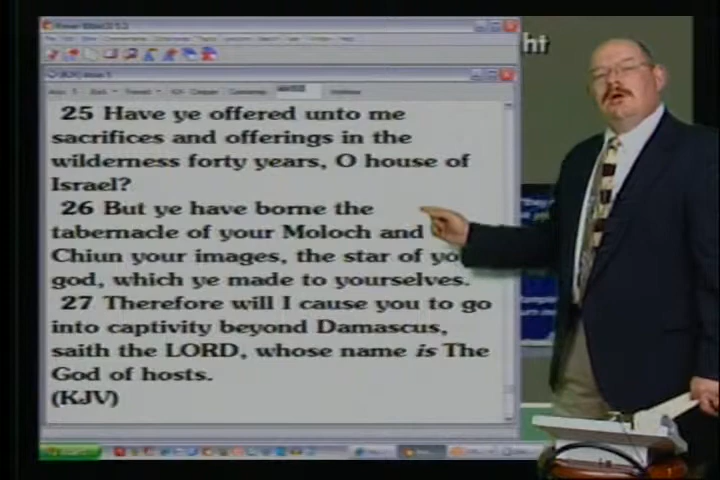 ht
25 Have ye offered unto me
sacrifices and offerings in the
wilderness forty years, O house of
Israel?
26 But ye have borne the
tabernacle of your Moloch and
Chiun your images, the star of yo
god, which ye made to yourselves.
27 Therefore will I cause you to go
into captivity beyond Damascus,
saith the LORD, whose name is The
God of hosts.
(KJV)